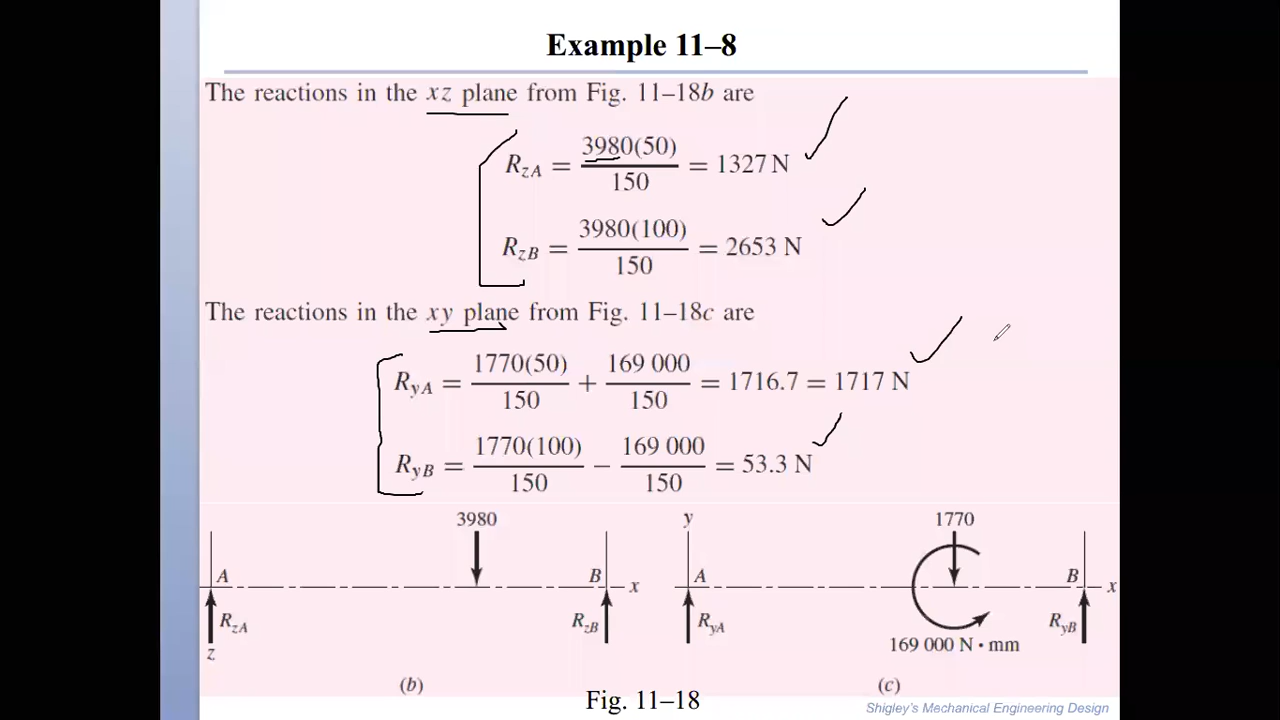 Example 11–8
The reactions in the xz plane from Fig. 11–18b are
R_zA = 3980(50)/150 = 1327 N
R_zB = 3980(100)/150 = 2653 N
The reactions in the xy plane from Fig. 11–18c are
R_yA = 1770(50)/150 + 169 000/150 = 1716.7 = 1717 N
R_yB = 1770(100)/150 − 169 000/150 = 53.3 N
3980 y 1770
A B x A B x
R_zA R_zB R_yA R_yB
z 169 000 N • mm
(b) (c)
Fig. 11–18
Shigley's Mechanical Engineering Design